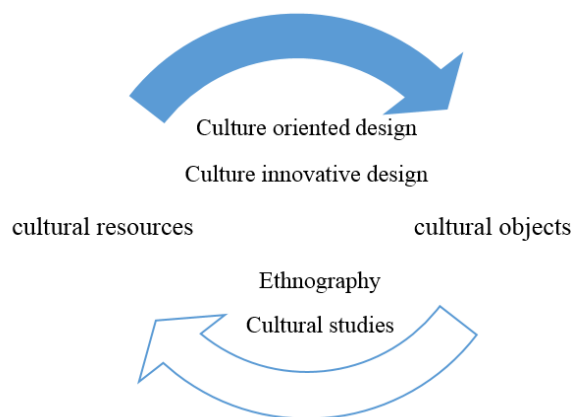 Culture oriented design
Culture innovative design
cultural resources
cultural objects
Ethnography
Cultural studies